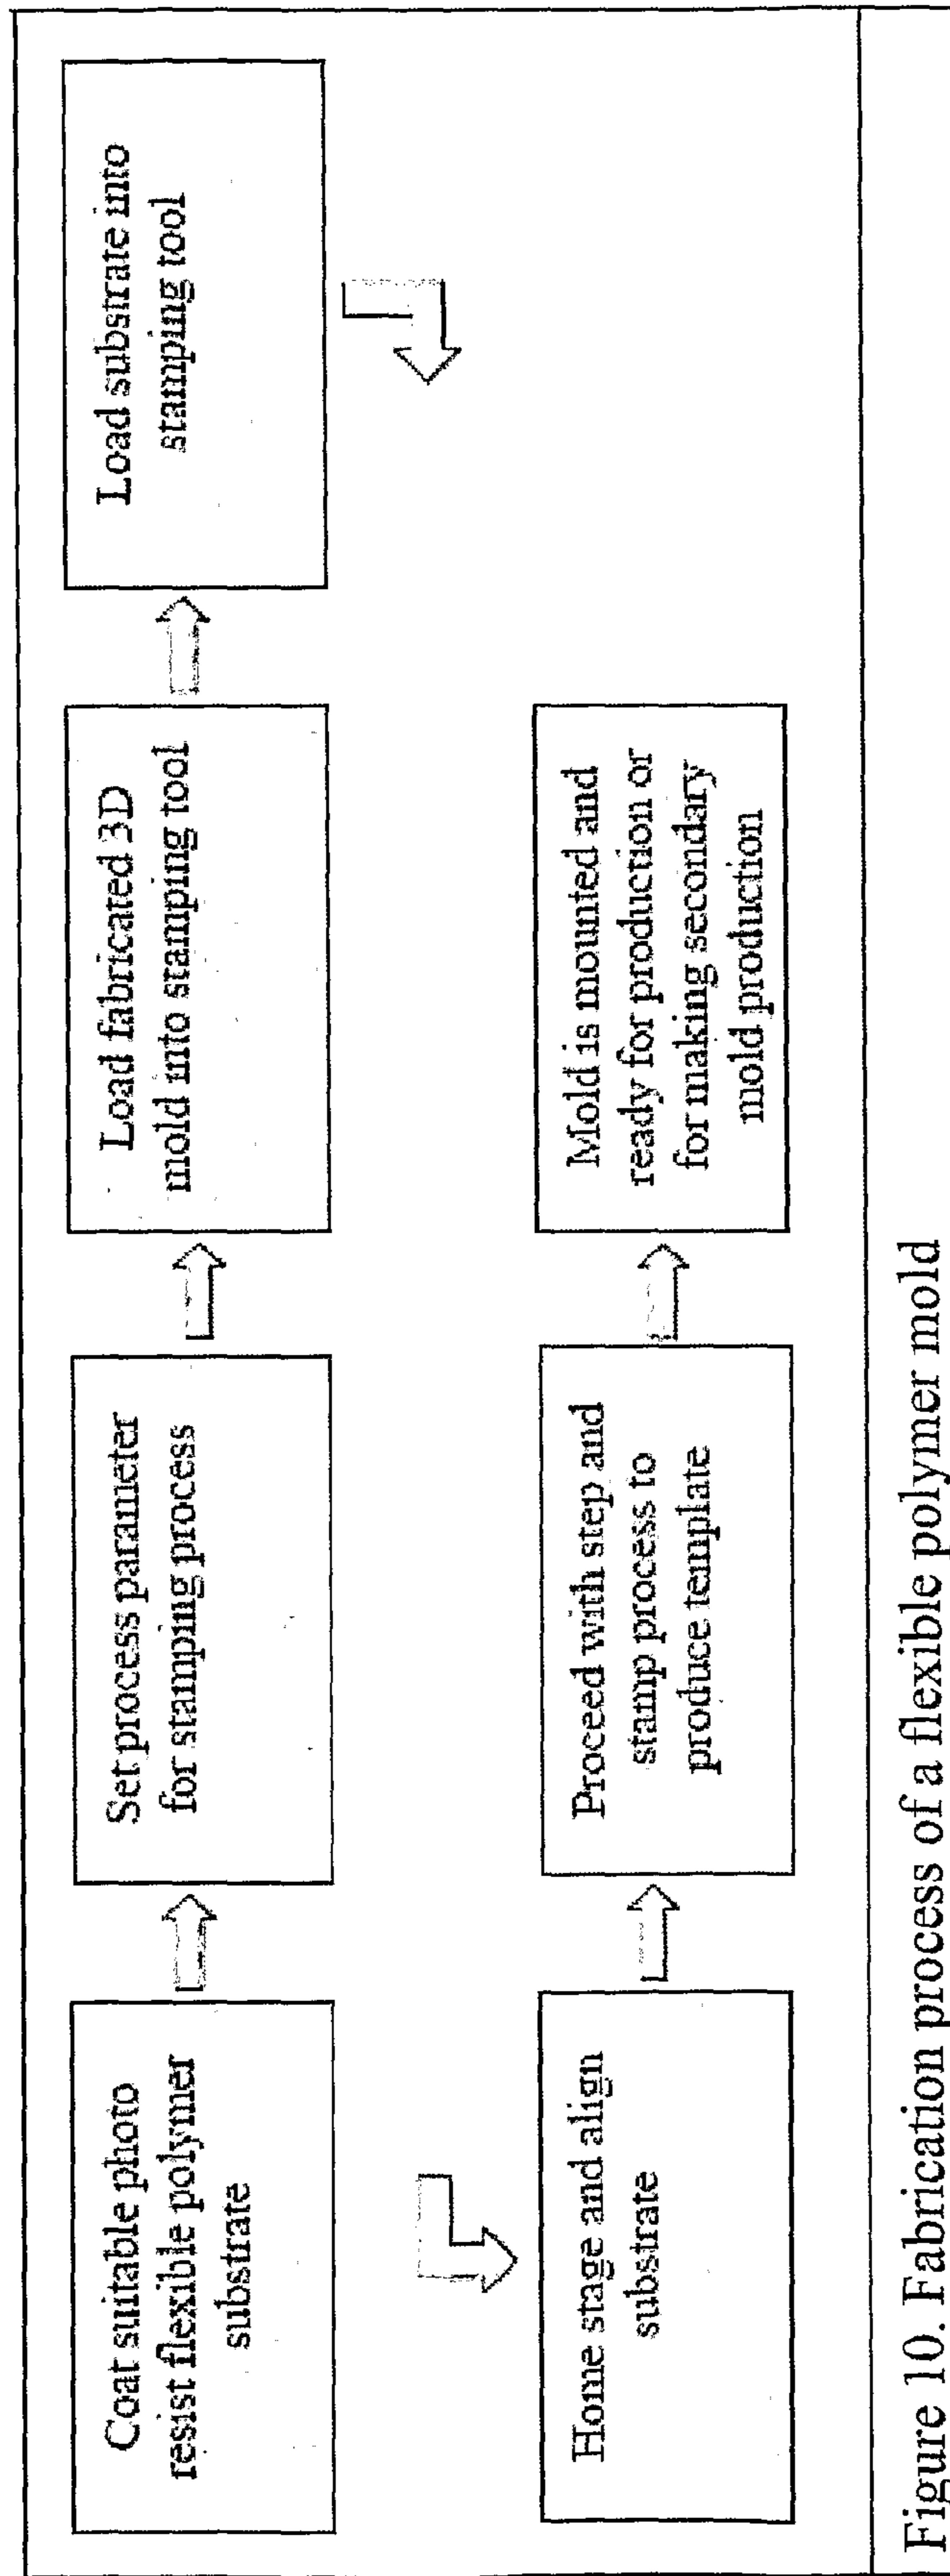 Coat suitable photo
resist flexible polymer
substrate
Set process parameter
for stamping process
Load fabricated 3D
mold into stamping tool
Load substrate into
stamping tool
Home stage and align
substrate
Proceed with step and
stamp process to
produce template
Mold is mounted and
ready for production or
for making secondary
mold production
Figure 10. Fabrication process of a flexible polymer mold